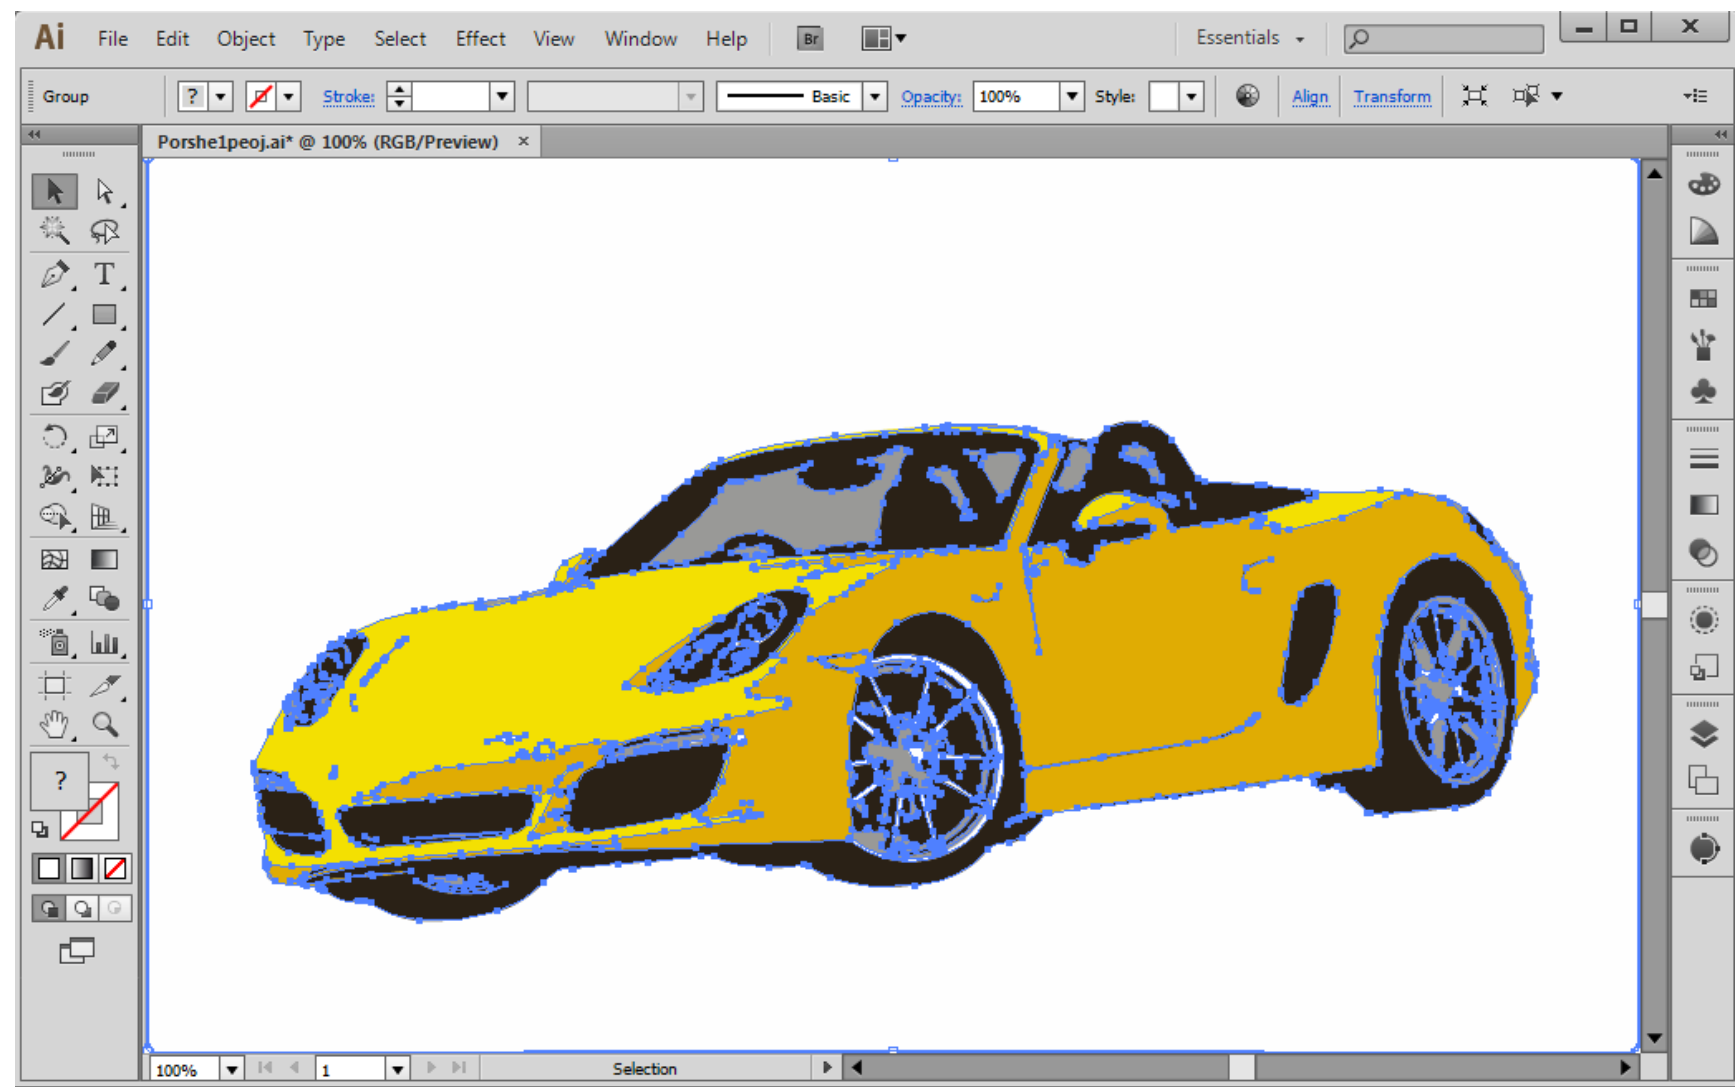 Ai File Edit Object Type Select Effect View Window Help Br Essentials
Group ? Stroke: Basic Opacity: 100% Style: Align Transform
Porshe1peoj.ai* @ 100% (RGB/Preview) ×
T
?
100% 1 Selection